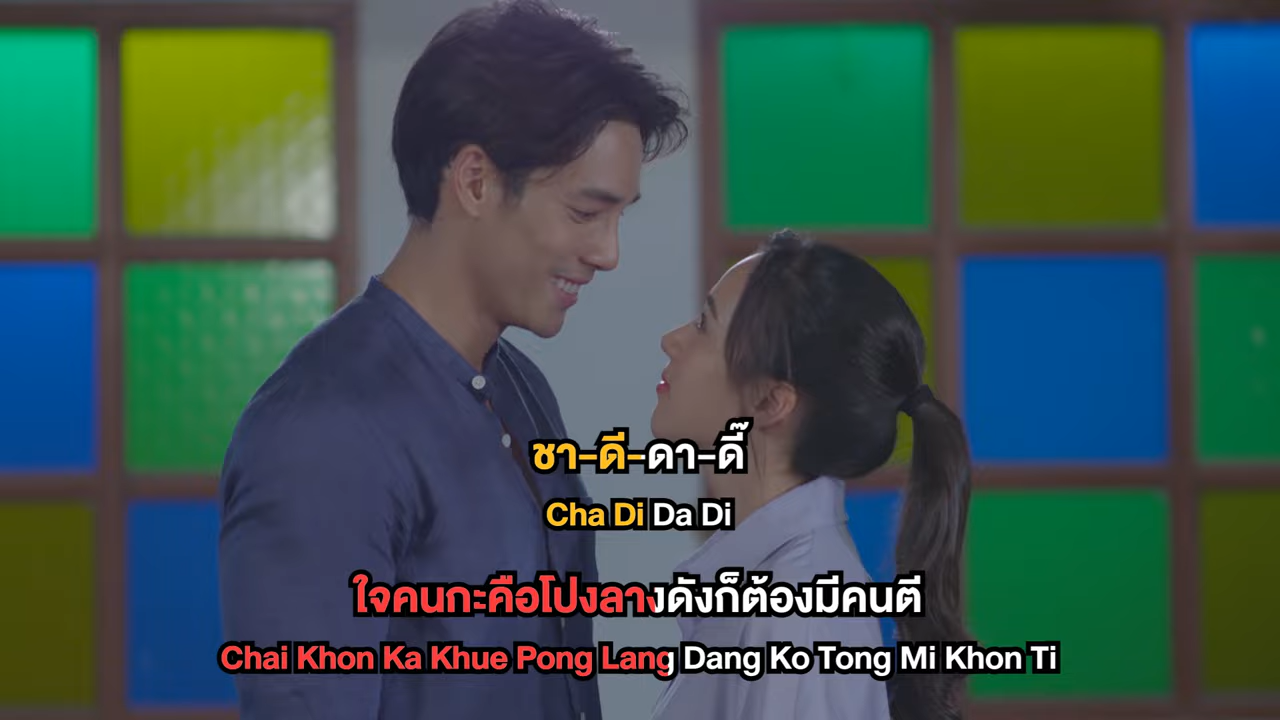 ชา-ดี-ดา-ดี๊
Cha Di Da Di
ใจคนกะคือโปงลางดังก็ต้องมีคนตี
Chai Khon Ka Khue Pong Lang Dang Ko Tong Mi Khon Ti